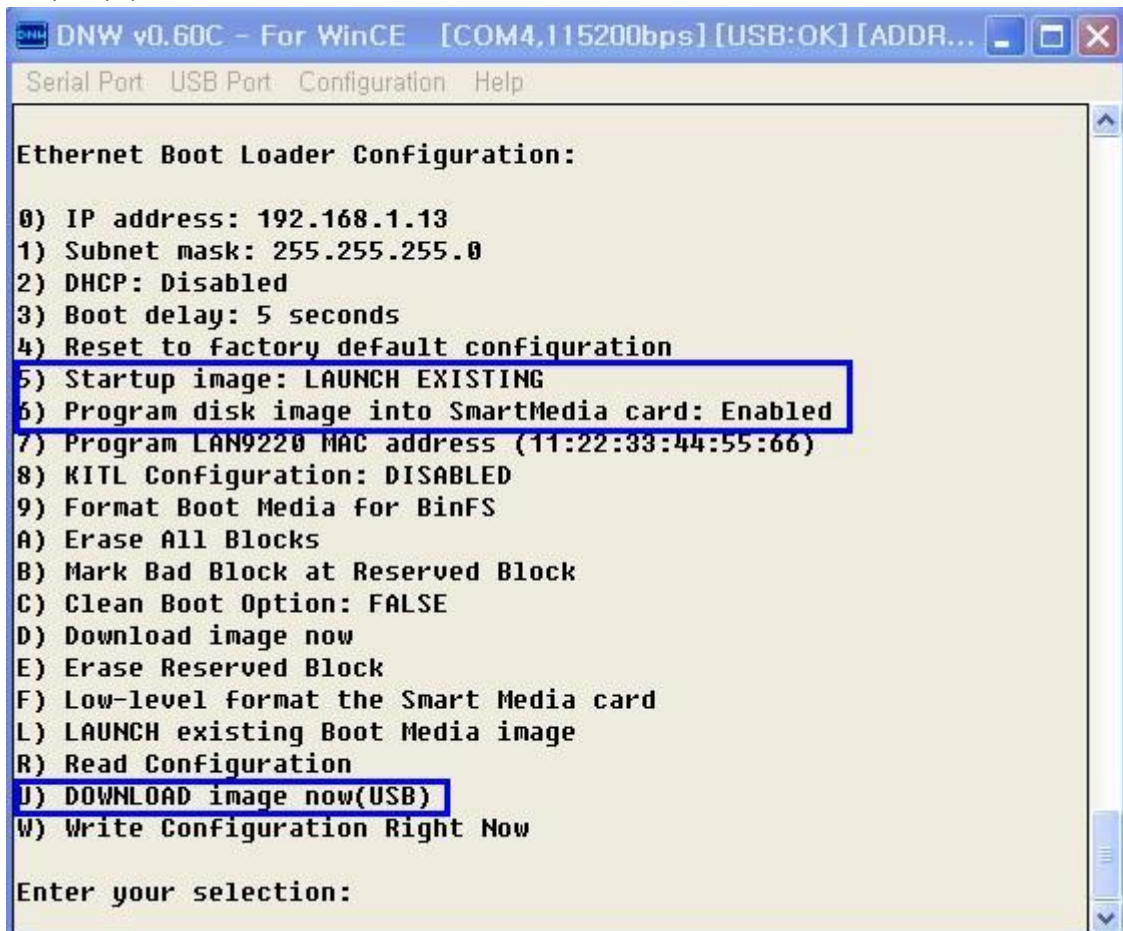 DNW v0.60C - For WinCE [COM4,115200bps] [USB:OK] [ADDR...
Serial Port USB Port Configuration Help
Ethernet Boot Loader Configuration:
0) IP address: 192.168.1.13
1) Subnet mask: 255.255.255.0
2) DHCP: Disabled
3) Boot delay: 5 seconds
4) Reset to factory default configuration
5) Startup image: LAUNCH EXISTING
6) Program disk image into SmartMedia card: Enabled
7) Program LAN9220 MAC address (11:22:33:44:55:66)
8) KITL Configuration: DISABLED
9) Format Boot Media for BinFS
A) Erase All Blocks
B) Mark Bad Block at Reserved Block
C) Clean Boot Option: FALSE
D) Download image now
E) Erase Reserved Block
F) Low-level format the Smart Media card
L) LAUNCH existing Boot Media image
R) Read Configuration
U) DOWNLOAD image now(USB)
W) Write Configuration Right Now
Enter your selection: